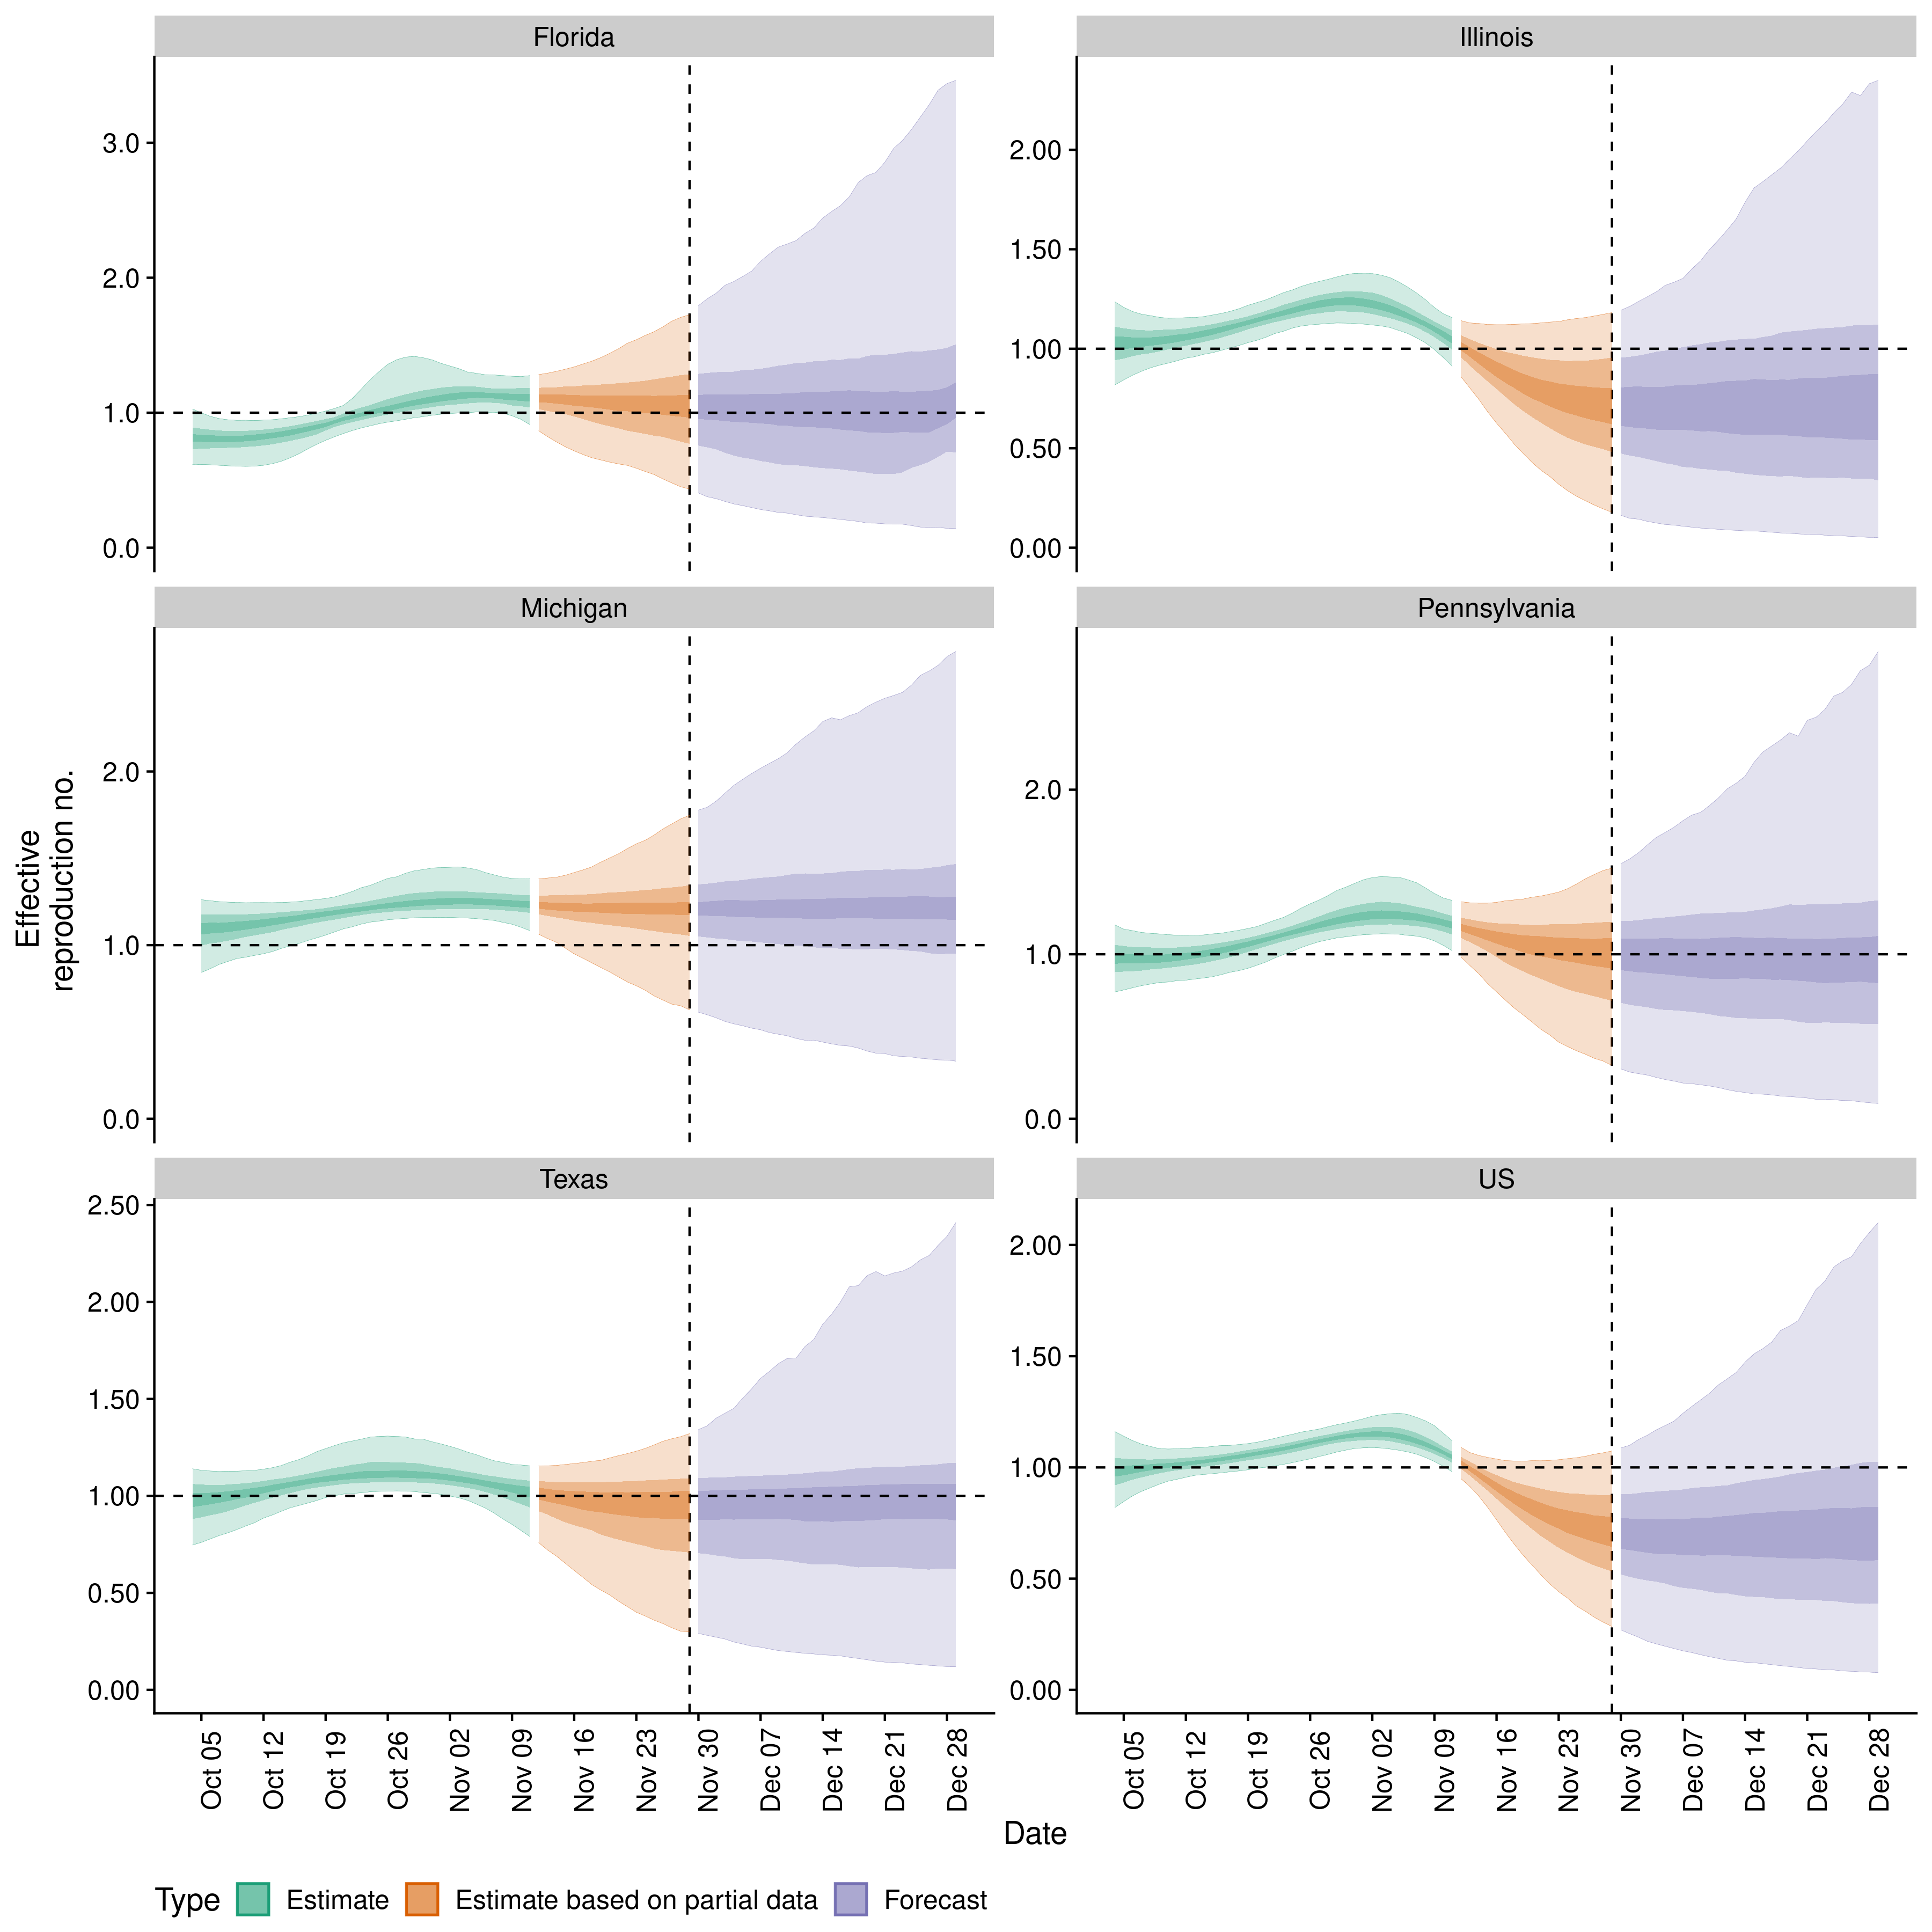 Florida
Illinois
3.0
2.0
1.0
0.0
2.00
1.50
1.00
0.50
0.00
Michigan
Pennsylvania
2.0
1.0
0.0
2.0
1.0
0.0
Effective
reproduction no.
Texas
US
2.50
2.00
1.50
1.00
0.50
0.00
2.00
1.50
1.00
0.50
0.00
Oct 05
Oct 12
Oct 19
Oct 26
Nov 02
Nov 09
Nov 16
Nov 23
Nov 30
Dec 07
Dec 14
Dec 21
Dec 28
Oct 05
Oct 12
Oct 19
Oct 26
Nov 02
Nov 09
Nov 16
Nov 23
Nov 30
Dec 07
Dec 14
Dec 21
Dec 28
Date
Type Estimate Estimate based on partial data Forecast